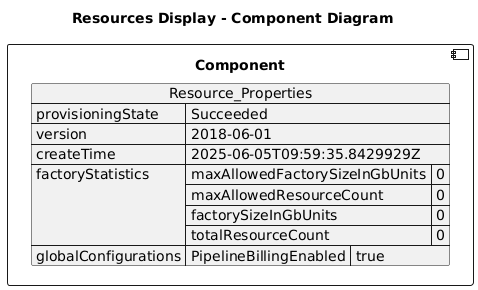 Resources Display - Component Diagram
Component
Resource_Properties
provisioningState Succeeded
version 2018-06-01
createTime 2025-06-05T09:59:35.8429929Z
factoryStatistics maxAllowedFactorySizeInGbUnits 0
maxAllowedResourceCount 0
factorySizeInGbUnits 0
totalResourceCount 0
globalConfigurations PipelineBillingEnabled true